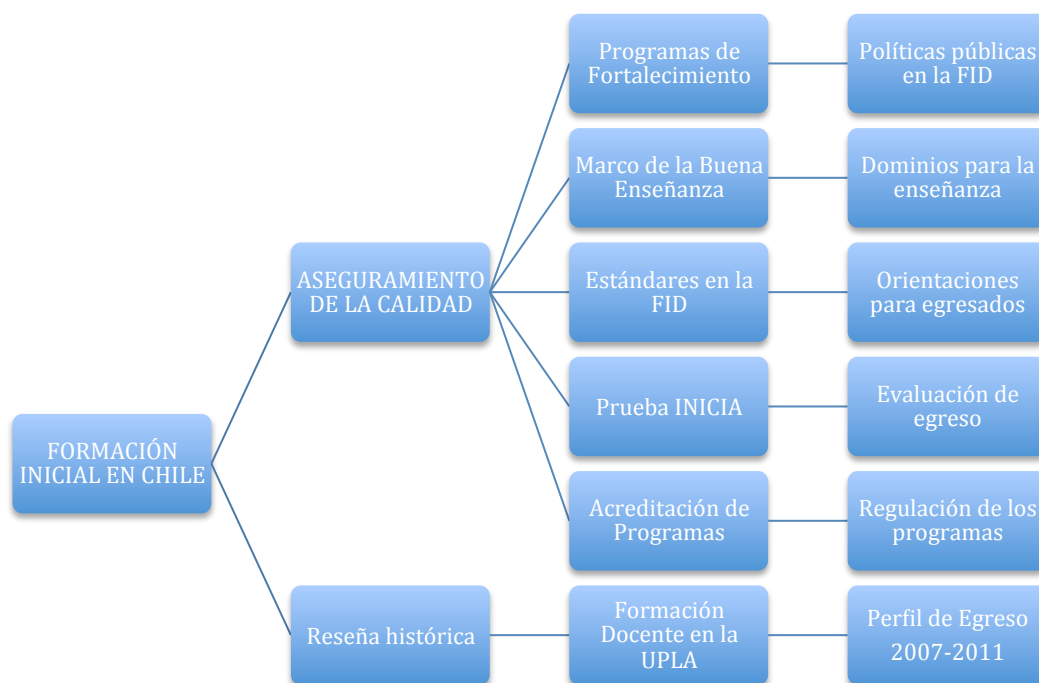 Programas de
Fortalecimiento
Políticas públicas
en la FID
Marco de la Buena
Enseñanza
Dominios para la
enseñanza
ASEGURAMIENTO
DE LA CALIDAD
Estándares en la
FID
Orientaciones
para egresados
Prueba INICIA
Evaluación de
egreso
FORMACIÓN
INICIAL EN CHILE
Acreditación de
Programas
Regulación de los
programas
Reseña histórica
Formación
Docente en la
UPLA
Perfil de Egreso
2007-2011